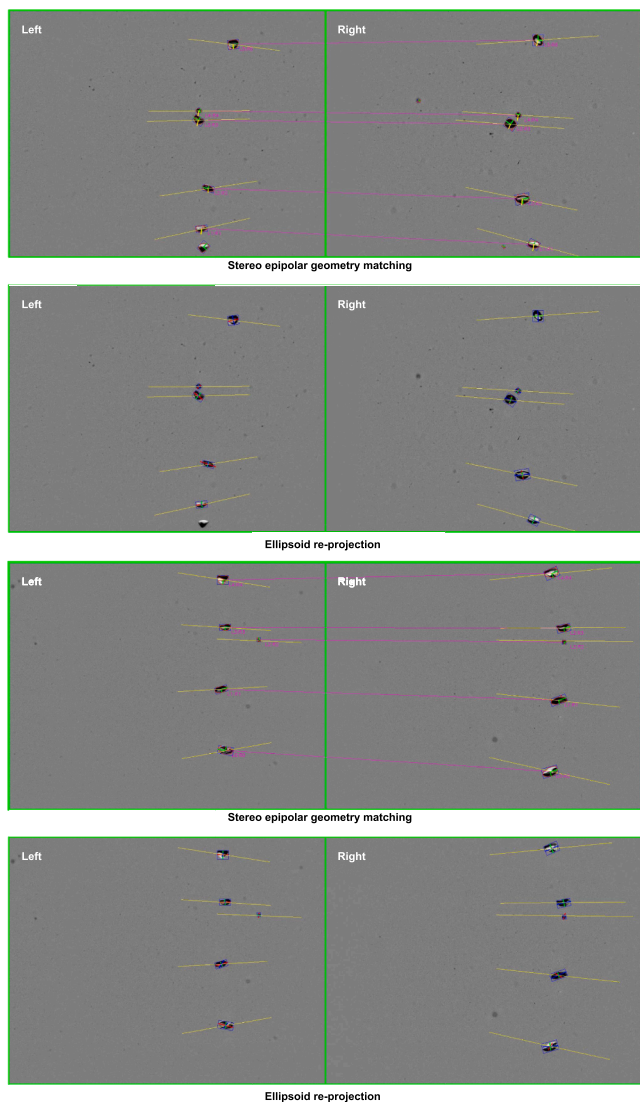 Left
Right
Stereo epipolar geometry matching
Left
Right
Ellipsoid re-projection
Left
Right
Stereo epipolar geometry matching
Left
Right
Ellipsoid re-projection